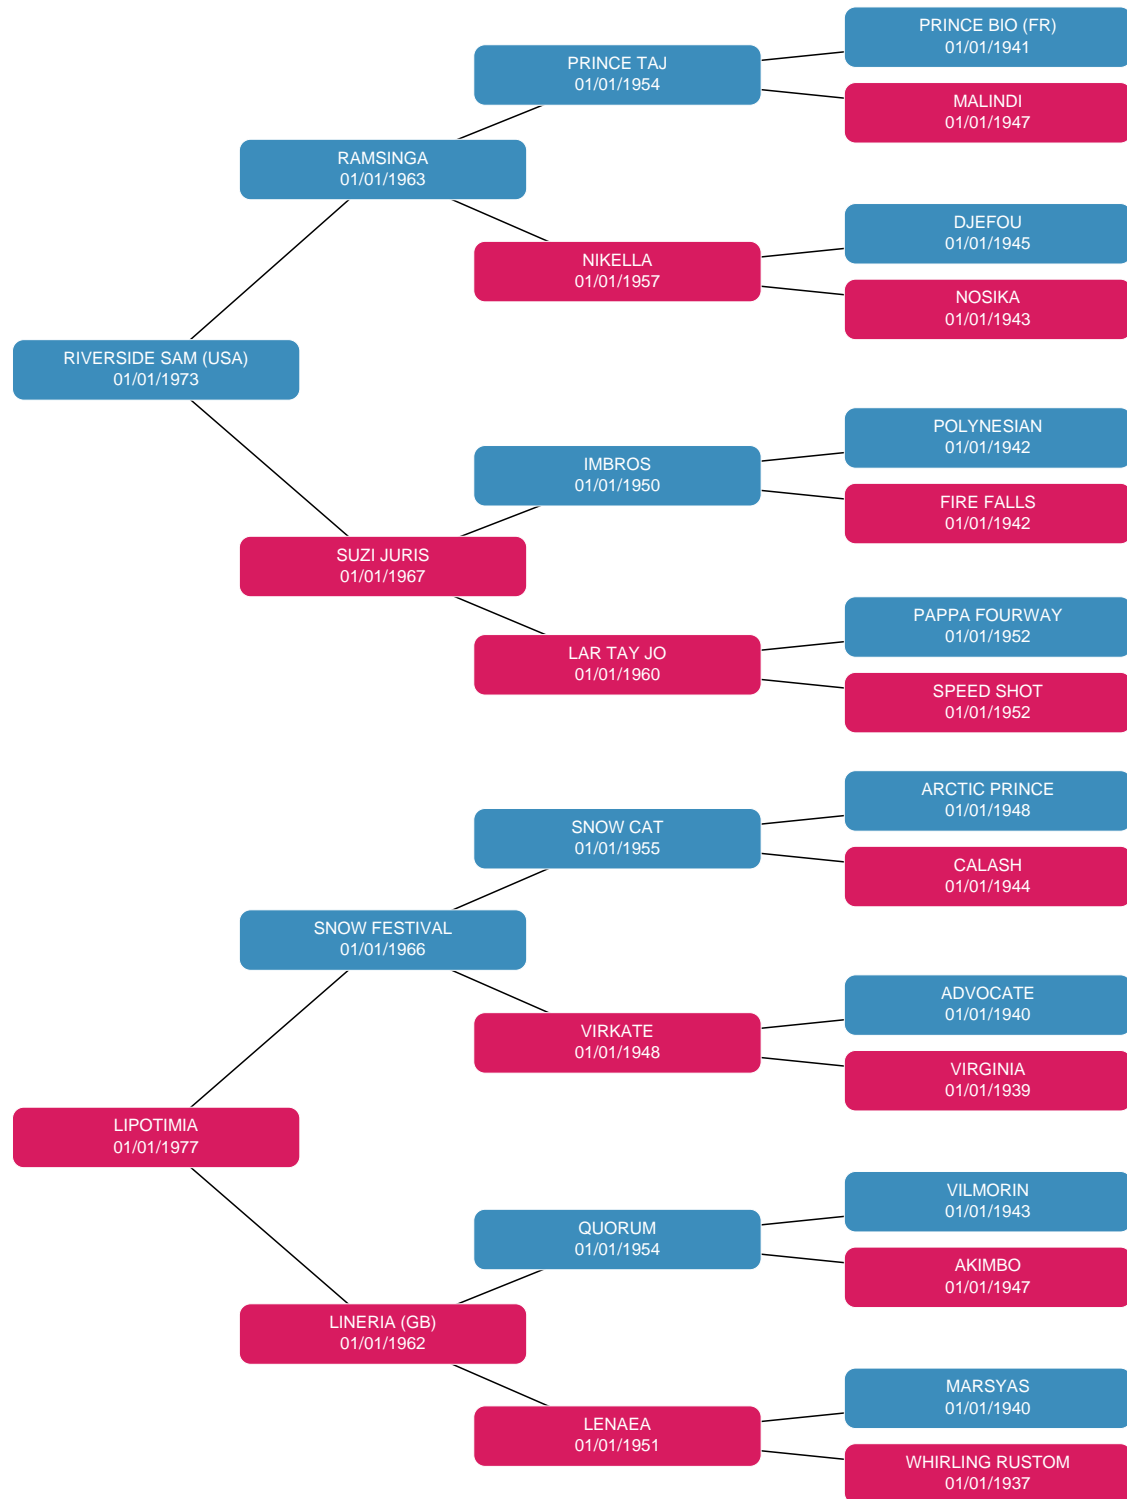 PRINCE BIO (FR)
01/01/1941
PRINCE TAJ
01/01/1954
MALINDI
01/01/1947
RAMSINGA
01/01/1963
DJEFOU
01/01/1945
NIKELLA
01/01/1957
NOSIKA
01/01/1943
RIVERSIDE SAM (USA)
01/01/1973
POLYNESIAN
01/01/1942
IMBROS
01/01/1950
FIRE FALLS
01/01/1942
SUZI JURIS
01/01/1967
PAPPA FOURWAY
01/01/1952
LAR TAY JO
01/01/1960
SPEED SHOT
01/01/1952
ARCTIC PRINCE
01/01/1948
SNOW CAT
01/01/1955
CALASH
01/01/1944
SNOW FESTIVAL
01/01/1966
ADVOCATE
01/01/1940
VIRKATE
01/01/1948
VIRGINIA
01/01/1939
LIPOTIMIA
01/01/1977
VILMORIN
01/01/1943
QUORUM
01/01/1954
AKIMBO
01/01/1947
LINERIA (GB)
01/01/1962
MARSYAS
01/01/1940
LENAEA
01/01/1951
WHIRLING RUSTOM
01/01/1937